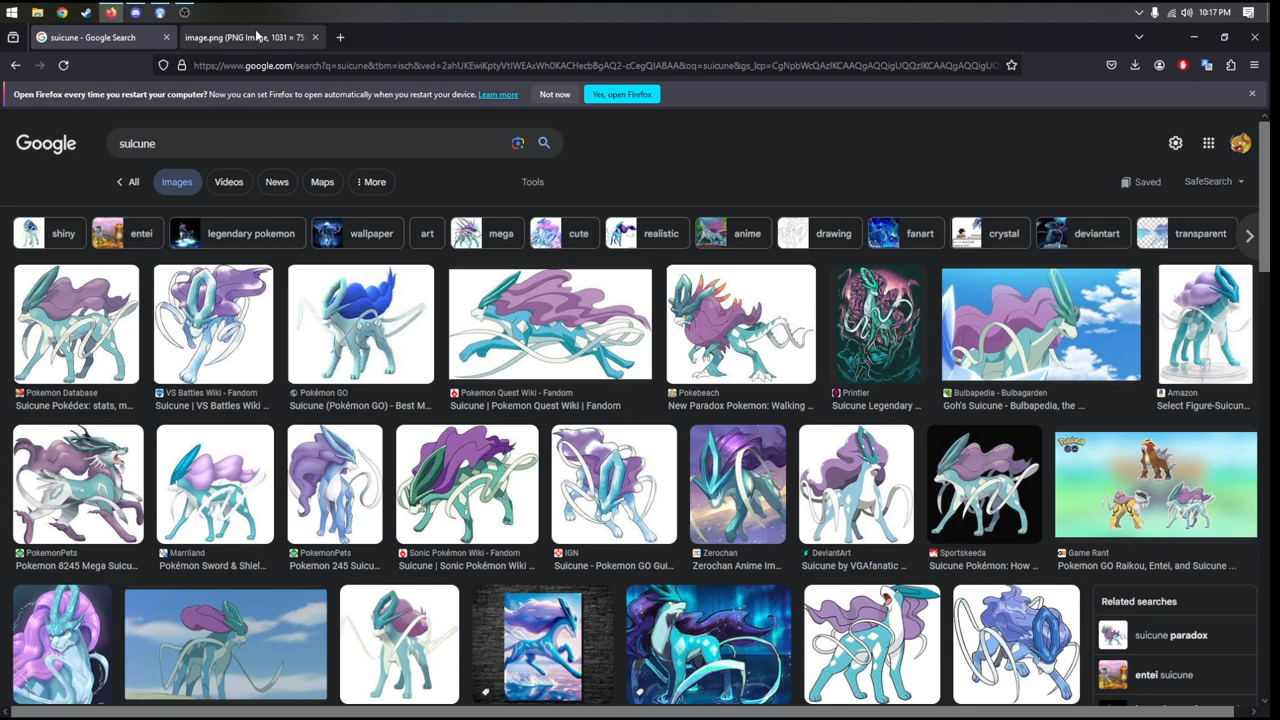 10:17 PM
suicune - Google Search
image.png (PNG Image, 1031 × 75
https://www.google.com/search?q=suicune&tbm=isch&ved=2ahUKEwiKptyVtIWEAxWh0KACHecbBgAQ2-cCegQIABAA&oq=suicune&gs_lcp=CgNpbWcQAzIKCAAQgAQQigUQQzIKCAAQgAQQigUQQzIKCAAQgAQQigUQ
Open Firefox every time you restart your computer? Now you can set Firefox to open automatically when you restart your device. Learn more Not now Yes, open Firefox
Google suicune
All Images Videos News Maps More Tools Saved SafeSearch
shiny entei legendary pokemon wallpaper art mega cute realistic anime drawing fanart crystal deviantart transparent
Pokemon Database VS Battles Wiki - Fandom Pokémon GO Pokemon Quest Wiki - Fandom Pokebeach Printler Bulbapedia - Bulbagarden Amazon
Suicune Pokédex: stats, m... Suicune | VS Battles Wiki ... Suicune (Pokémon GO) - Best M... Suicune | Pokemon Quest Wiki | Fandom New Paradox Pokemon: Walking ... Suicune Legendary ... Goh's Suicune - Bulbapedia, the ... Select Figure-Suicun...
POKÉMON GO
PokemonPets Marriland PokemonPets Sonic Pokémon Wiki - Fandom IGN Zerochan DeviantArt Sportskeeda Game Rant
Pokemon 8245 Mega Suicu... Pokémon Sword & Shiel... Pokemon 245 Suicu... Suicune | Sonic Pokémon Wiki ... Suicune - Pokemon GO Gui... Zerochan Anime Im... Suicune by VGAfanatic ... Suicune Pokémon: How ... Pokemon GO Raikou, Entei, and Suicune ...
Related searches
suicune paradox
entei suicune